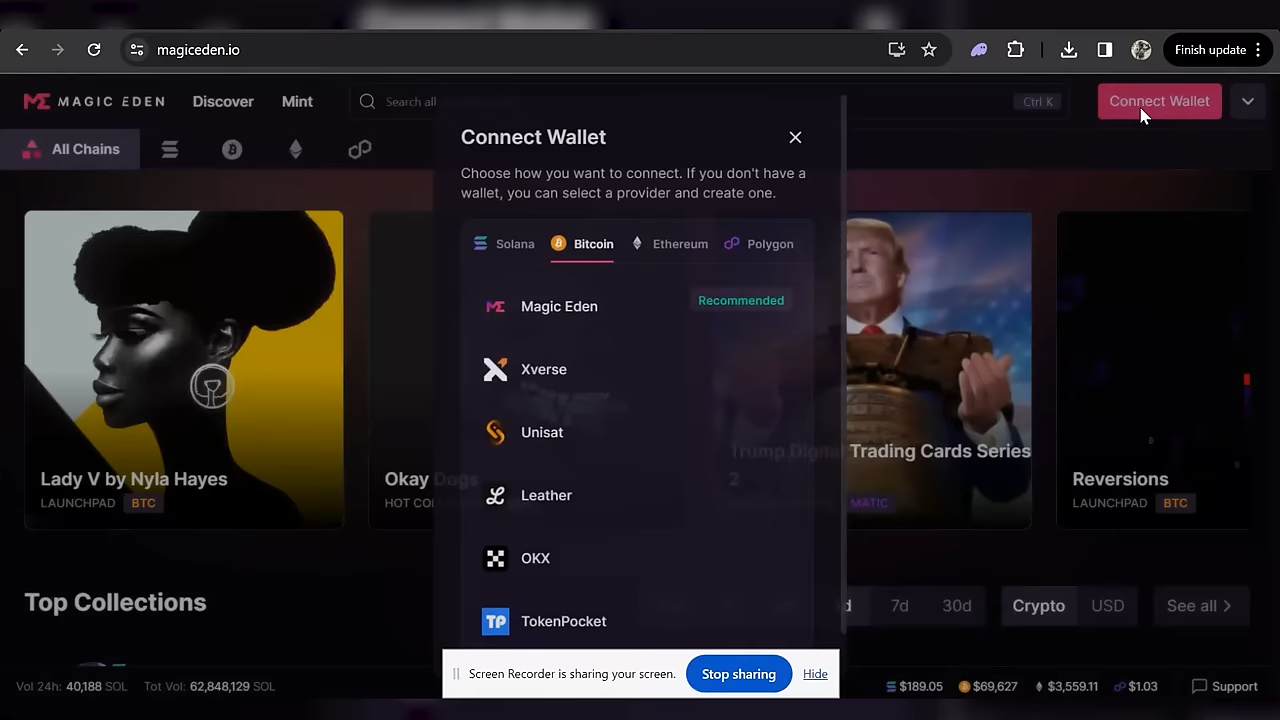 magiceden.io
Finish update
MAGIC EDEN
Discover
Mint
Search all
Ctrl K
Connect Wallet
All Chains
Connect Wallet
Choose how you want to connect. If you don't have a
wallet, you can select a provider and create one.
Solana
Bitcoin
Ethereum
Polygon
Magic Eden
Recommended
Xverse
Unisat
Leather
OKX
TokenPocket
Lady V by Nyla Hayes
LAUNCHPAD BTC
Okay Dogs
HOT CO
Trump Digital Trading Cards Series
2
MATIC
Reversions
LAUNCHPAD BTC
Top Collections
d
7d
30d
Crypto
USD
See all
Screen Recorder is sharing your screen.
Stop sharing
Hide
Vol 24h: 40,188 SOL
Tot Vol: 62,848,129 SOL
$189.05
$69,627
$3,559.11
$1.03
Support